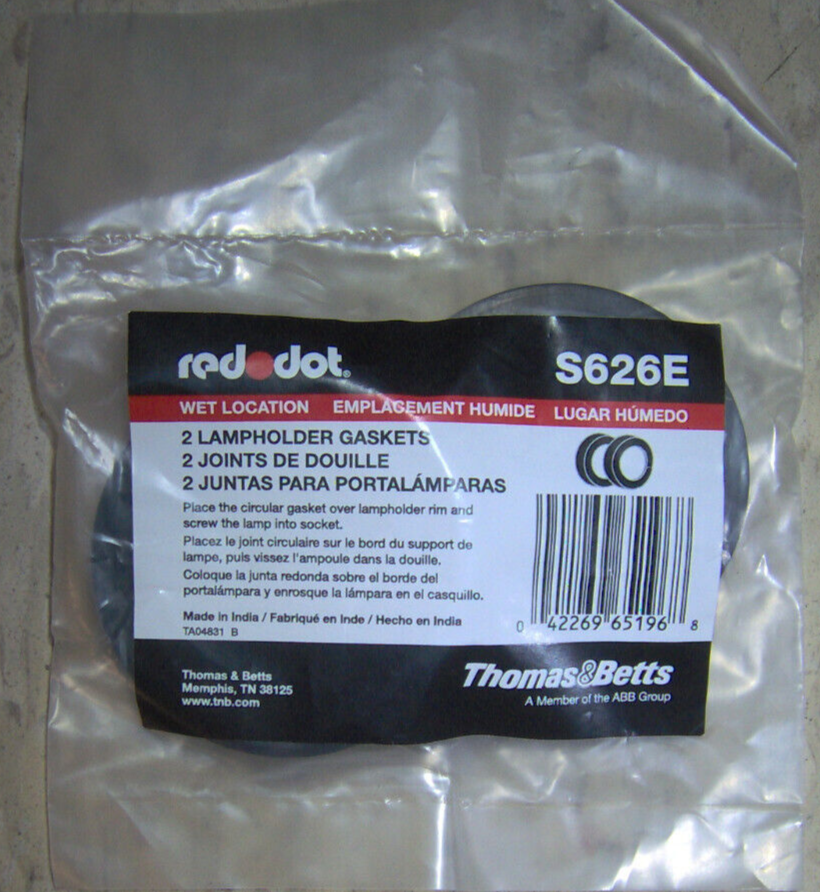 red dot®
S626E
WET LOCATION EMPLACEMENT HUMIDE LUGAR HÚMEDO
2 LAMPHOLDER GASKETS
2 JOINTS DE DOUILLE
2 JUNTAS PARA PORTALÁMPARAS
Place the circular gasket over lampholder rim and
screw the lamp into socket.
Placez le joint circulaire sur le bord du support de
lampe, puis vissez l'ampoule dans la douille.
Coloque la junta redonda sobre el borde del
portalámpara y enrosque la lámpara en el casquillo.
Made in India / Fabriqué en Inde / Hecho en India
TA04831 B
0 42269 65196 8
Thomas & Betts
Memphis, TN 38125
www.tnb.com
Thomas&Betts
A Member of the ABB Group